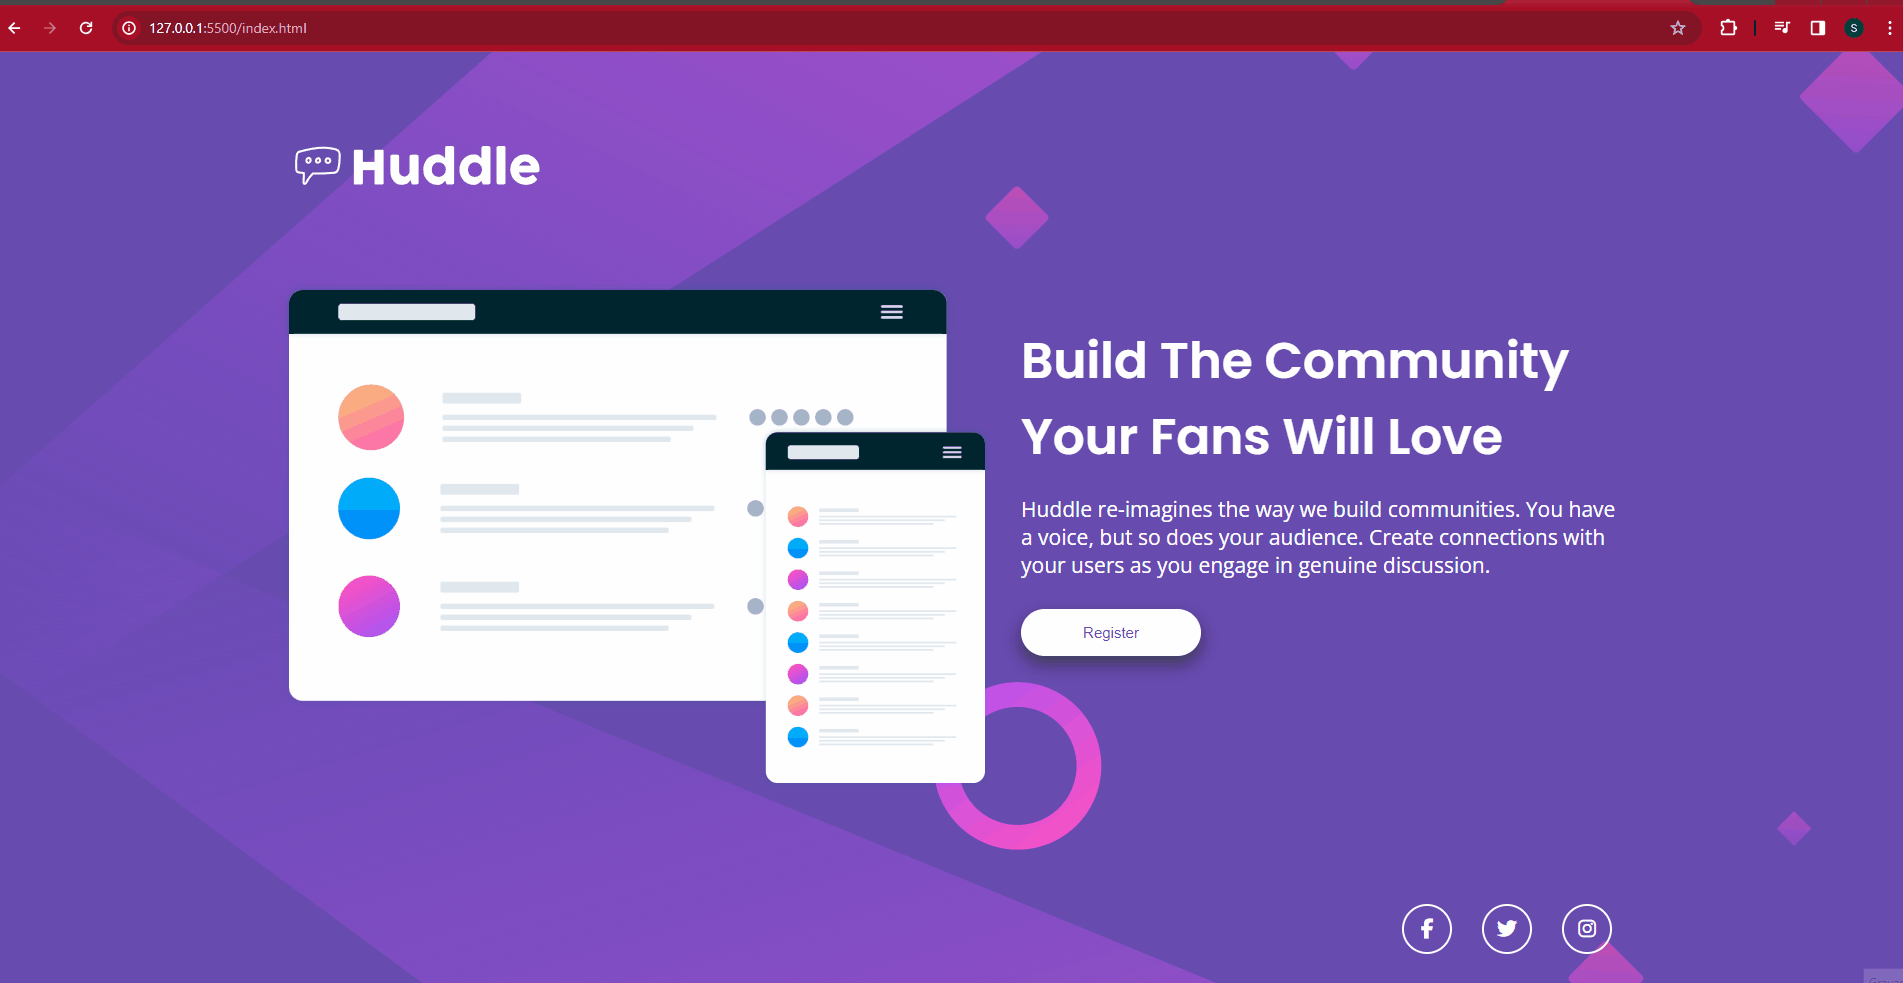 127.0.0.1:5500/index.html
S
Huddle
Build The Community
Your Fans Will Love
Huddle re-imagines the way we build communities. You have
a voice, but so does your audience. Create connections with
your users as you engage in genuine discussion.
Register